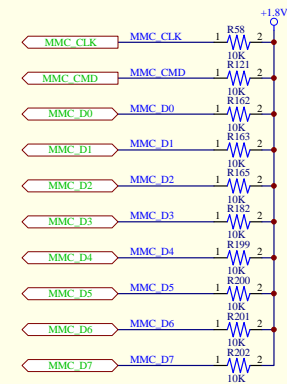 +1.8V
MMC_CLK MMC_CLK 1 R58 2
10K
MMC_CMD MMC_CMD 1 R121 2
10K
MMC_D0 MMC_D0 1 R162 2
10K
MMC_D1 MMC_D1 1 R163 2
10K
MMC_D2 MMC_D2 1 R165 2
10K
MMC_D3 MMC_D3 1 R182 2
10K
MMC_D4 MMC_D4 1 R199 2
10K
MMC_D5 MMC_D5 1 R200 2
10K
MMC_D6 MMC_D6 1 R201 2
10K
MMC_D7 MMC_D7 1 R202 2
10K